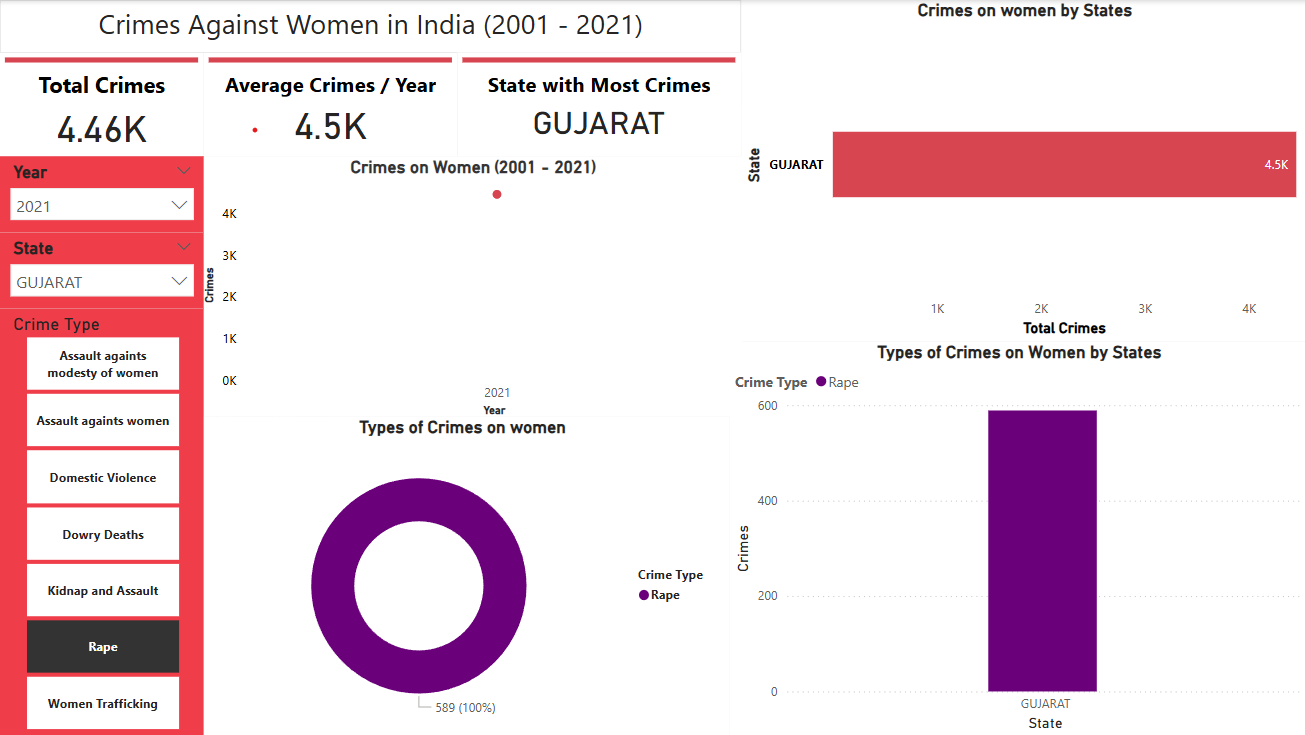 Crimes Against Women in India (2001 - 2021)
Total Crimes
4.46K
Average Crimes / Year
4.5K
State with Most Crimes
GUJARAT
Year
2021
State
GUJARAT
Crime Type
Assault againts
modesty of women
Assault againts women
Domestic Violence
Dowry Deaths
Kidnap and Assault
Rape
Women Trafficking
Crimes on Women (2001 - 2021)
4K
3K
2K
1K
0K
Crimes
2021
Year
Types of Crimes on women
Crime Type
Rape
589 (100%)
Crimes on women by States
State
GUJARAT
4.5K
1K 2K 3K 4K
Total Crimes
Types of Crimes on Women by States
Crime Type Rape
600
400
200
0
Crimes
GUJARAT
State